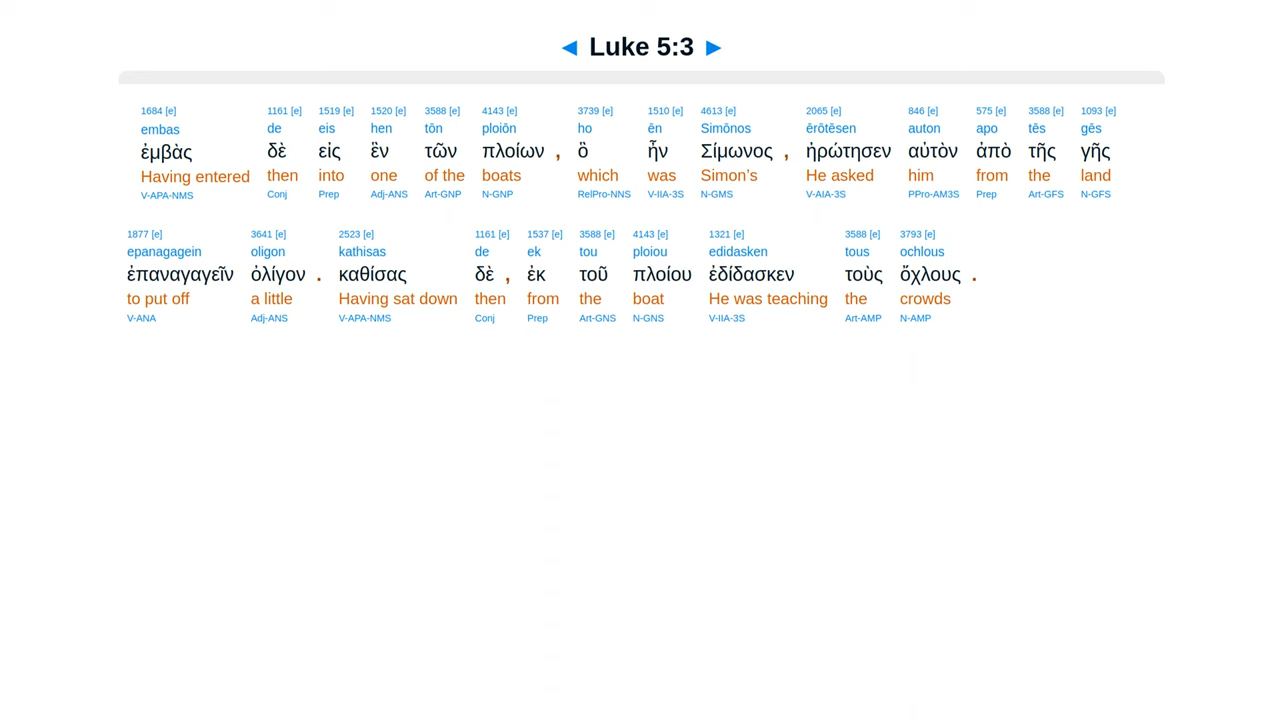 ◄ Luke 5:3 ►
1684 [e] 1161 [e] 1519 [e] 1520 [e] 3588 [e] 4143 [e] 3739 [e] 1510 [e] 4613 [e] 2065 [e] 846 [e] 575 [e] 3588 [e] 1093 [e]
embas de eis hen tōn ploiōn ho ēn Simōnos ērōtēsen auton apo tēs gēs
ἐμβὰς δὲ εἰς ἓν τῶν πλοίων , ὃ ἦν Σίμωνος , ἠρώτησεν αὐτὸν ἀπὸ τῆς γῆς
Having entered then into one of the boats which was Simon’s He asked him from the land
V-APA-NMS Conj Prep Adj-ANS Art-GNP N-GNP RelPro-NNS V-IIA-3S N-GMS V-AIA-3S PPro-AM3S Prep Art-GFS N-GFS
1877 [e] 3641 [e] 2523 [e] 1161 [e] 1537 [e] 3588 [e] 4143 [e] 1321 [e] 3588 [e] 3793 [e]
epanagagein oligon kathisas de ek tou ploiou edidasken tous ochlous
ἐπαναγαγεῖν ὀλίγον . καθίσας δὲ , ἐκ τοῦ πλοίου ἐδίδασκεν τοὺς ὄχλους .
to put off a little Having sat down then from the boat He was teaching the crowds
V-ANA Adj-ANS V-APA-NMS Conj Prep Art-GNS N-GNS V-IIA-3S Art-AMP N-AMP